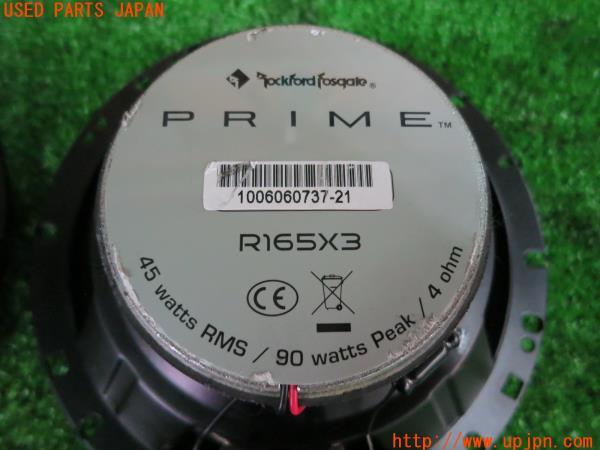 USED PARTS JAPAN
Rockford Fosgate®
PRIME™
1006060737-21
R165X3
CE
45 watts RMS / 90 watts Peak / 4 ohm
http://www.upjpn.com/